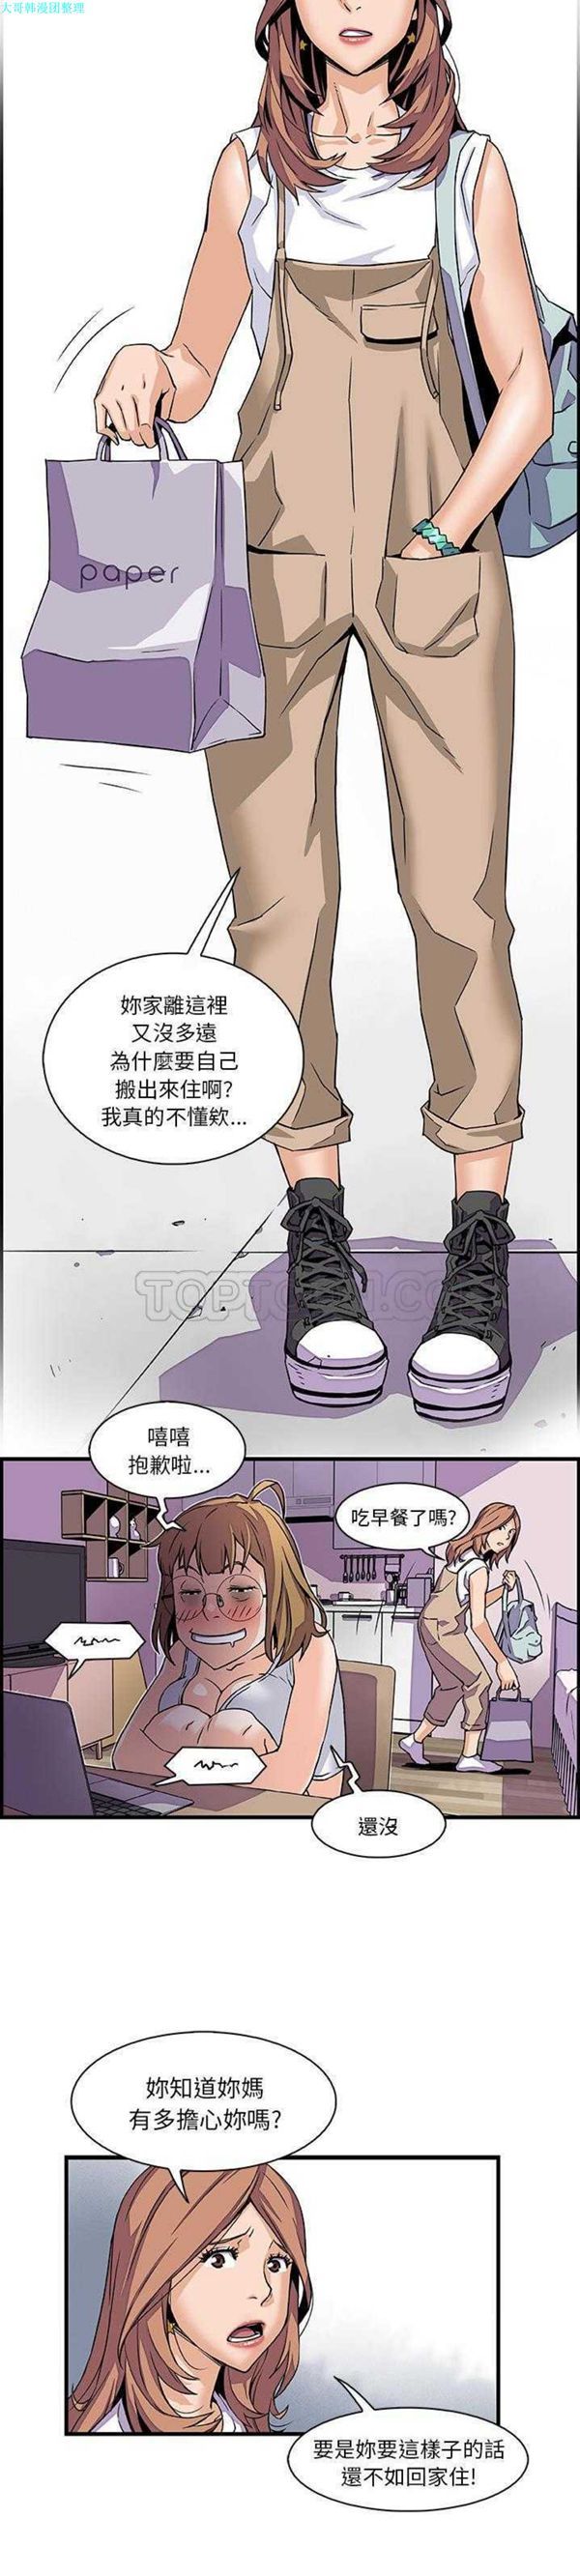 大哥韩漫团整理
paper
妳家離這裡
又沒多遠
為什麼要自己
搬出來住啊?
我真的不懂欸...
TOPTOON.COM
嘻嘻
抱歉啦...
吃早餐了嗎?
還沒
妳知道妳媽
有多擔心妳嗎?
要是妳要這樣子的話
還不如回家住!